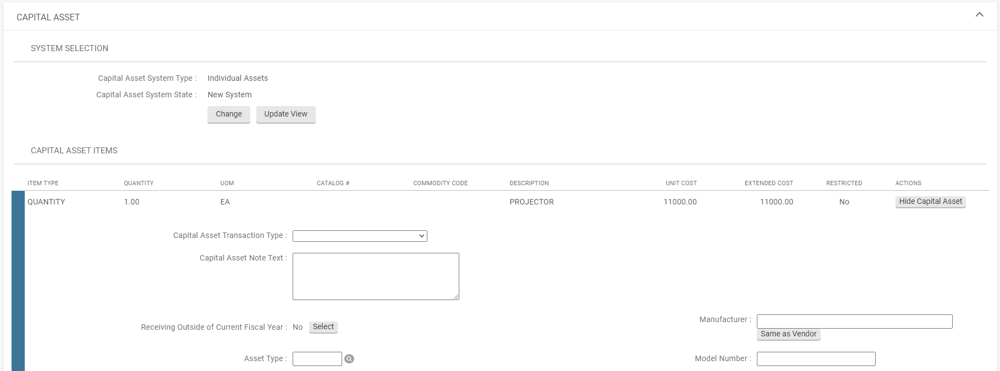 CAPITAL ASSET
SYSTEM SELECTION
Capital Asset System Type : Individual Assets
Capital Asset System State : New System
Change Update View
CAPITAL ASSET ITEMS
ITEM TYPE QUANTITY UOM CATALOG # COMMODITY CODE DESCRIPTION UNIT COST EXTENDED COST RESTRICTED ACTIONS
QUANTITY 1.00 EA PROJECTOR 11000.00 11000.00 No Hide Capital Asset
Capital Asset Transaction Type :
Capital Asset Note Text :
Receiving Outside of Current Fiscal Year : No Select
Manufacturer :
Same as Vendor
Asset Type :
Model Number :